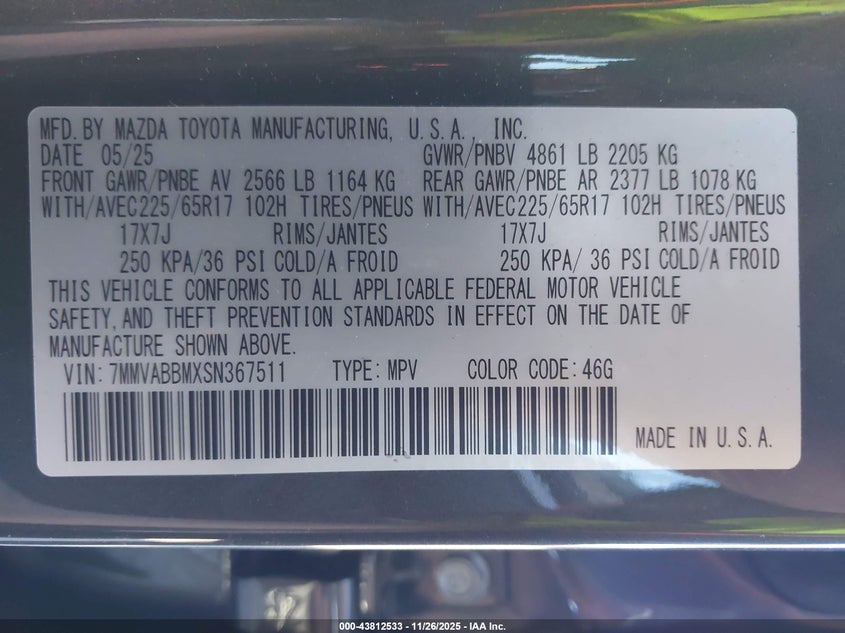 MFD. BY MAZDA TOYOTA MANUFACTURING, U.S.A., INC.
DATE 05/25 GVWR/PNBV 4861 LB 2205 KG
FRONT GAWR/PNBE AV 2566 LB 1164 KG REAR GAWR/PNBE AR 2377 LB 1078 KG
WITH/AVEC225/65R17 102H TIRES/PNEUS WITH/AVEC225/65R17 102H TIRES/PNEUS
17X7J RIMS/JANTES 17X7J RIMS/JANTES
250 KPA/36 PSI COLD/A FROID 250 KPA/ 36 PSI COLD/A FROID
THIS VEHICLE CONFORMS TO ALL APPLICABLE FEDERAL MOTOR VEHICLE
SAFETY, AND THEFT PREVENTION STANDARDS IN EFFECT ON THE DATE OF
MANUFACTURE SHOWN ABOVE.
VIN: 7MMVABBMXSN367511 TYPE: MPV COLOR CODE: 46G
MADE IN U.S.A.
000-43812533 - 11/26/2025 - IAA Inc.